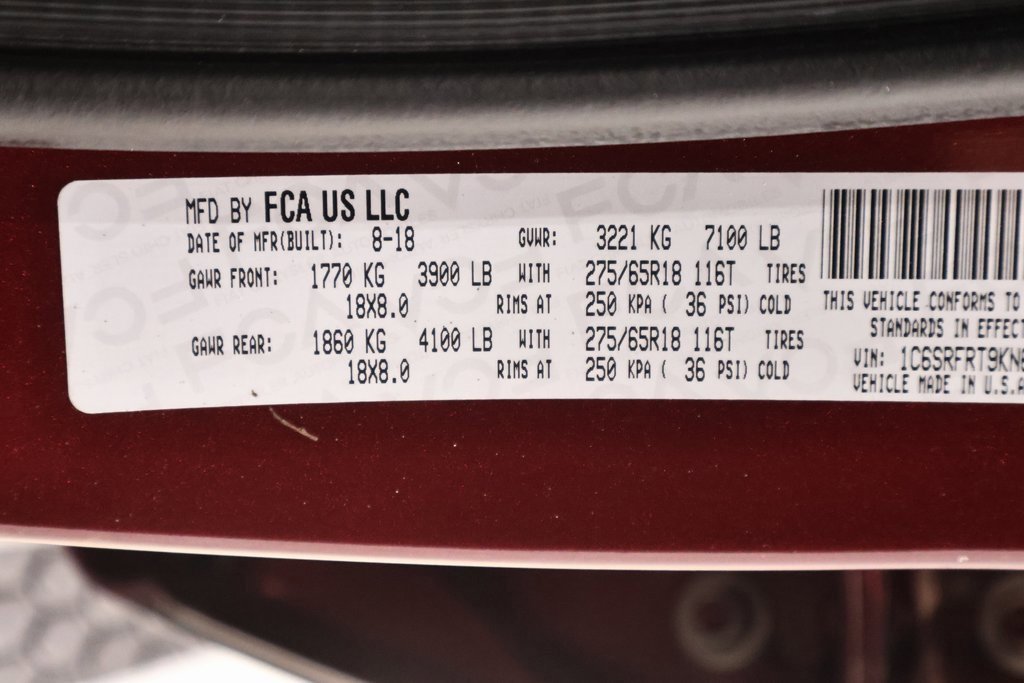 MFD BY FCA US LLC
DATE OF MFR(BUILT): 8-18 GVWR: 3221 KG 7100 LB
GAWR FRONT: 1770 KG 3900 LB WITH 275/65R18 116T TIRES
18X8.0 RIMS AT 250 KPA ( 36 PSI) COLD
GAWR REAR: 1860 KG 4100 LB WITH 275/65R18 116T TIRES
18X8.0 RIMS AT 250 KPA ( 36 PSI) COLD
THIS VEHICLE CONFORMS TO
STANDARDS IN EFFECT
VIN: 1C6SRFRT9KN
VEHICLE MADE IN U.S.A